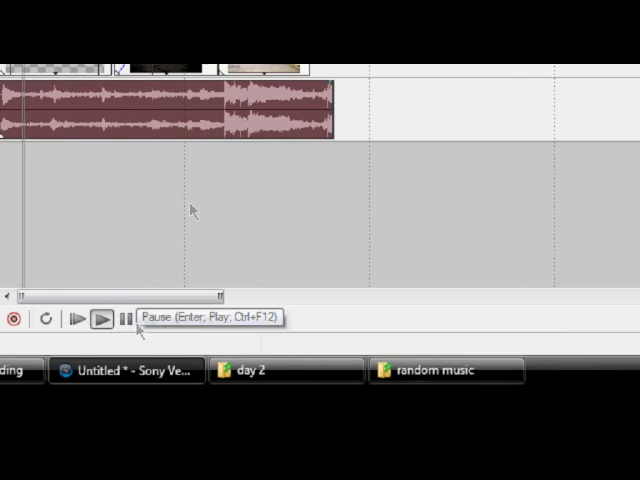 Pause (Enter; Play; Ctrl+F12)
ding
Untitled * - Sony Ve...
day 2
random music